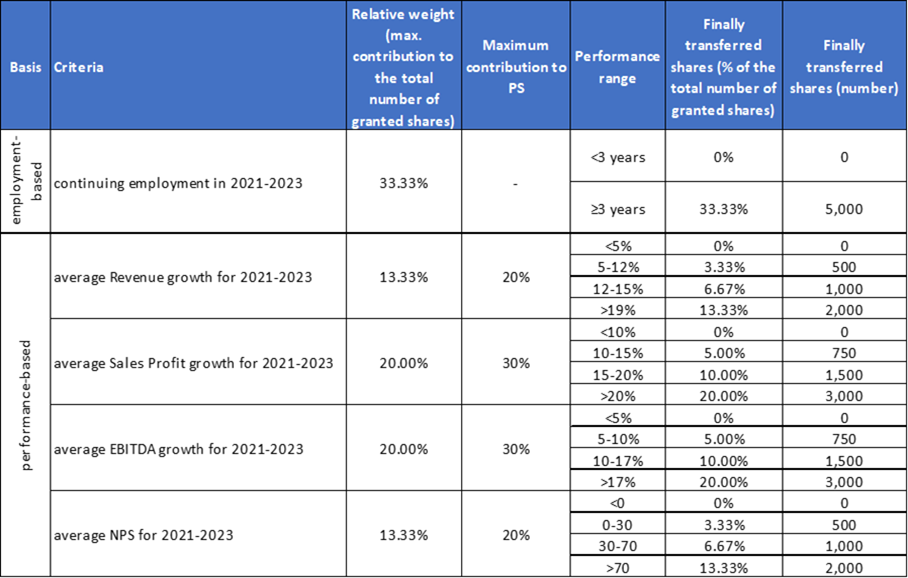 Basis Criteria Relative weight (max. contribution to the total number of granted shares) Maximum contribution to PS Performance range Finally transferred shares (% of the total number of granted shares) Finally transferred shares (number)
employment-based continuing employment in 2021-2023 33.33% - <3 years 0% 0
≥3 years 33.33% 5,000
performance-based average Revenue growth for 2021-2023 13.33% 20% <5% 0% 0
5-12% 3.33% 500
12-15% 6.67% 1,000
>19% 13.33% 2,000
average Sales Profit growth for 2021-2023 20.00% 30% <10% 0% 0
10-15% 5.00% 750
15-20% 10.00% 1,500
>20% 20.00% 3,000
average EBITDA growth for 2021-2023 20.00% 30% <5% 0% 0
5-10% 5.00% 750
10-17% 10.00% 1,500
>17% 20.00% 3,000
average NPS for 2021-2023 13.33% 20% <0 0% 0
0-30 3.33% 500
30-70 6.67% 1,000
>70 13.33% 2,000